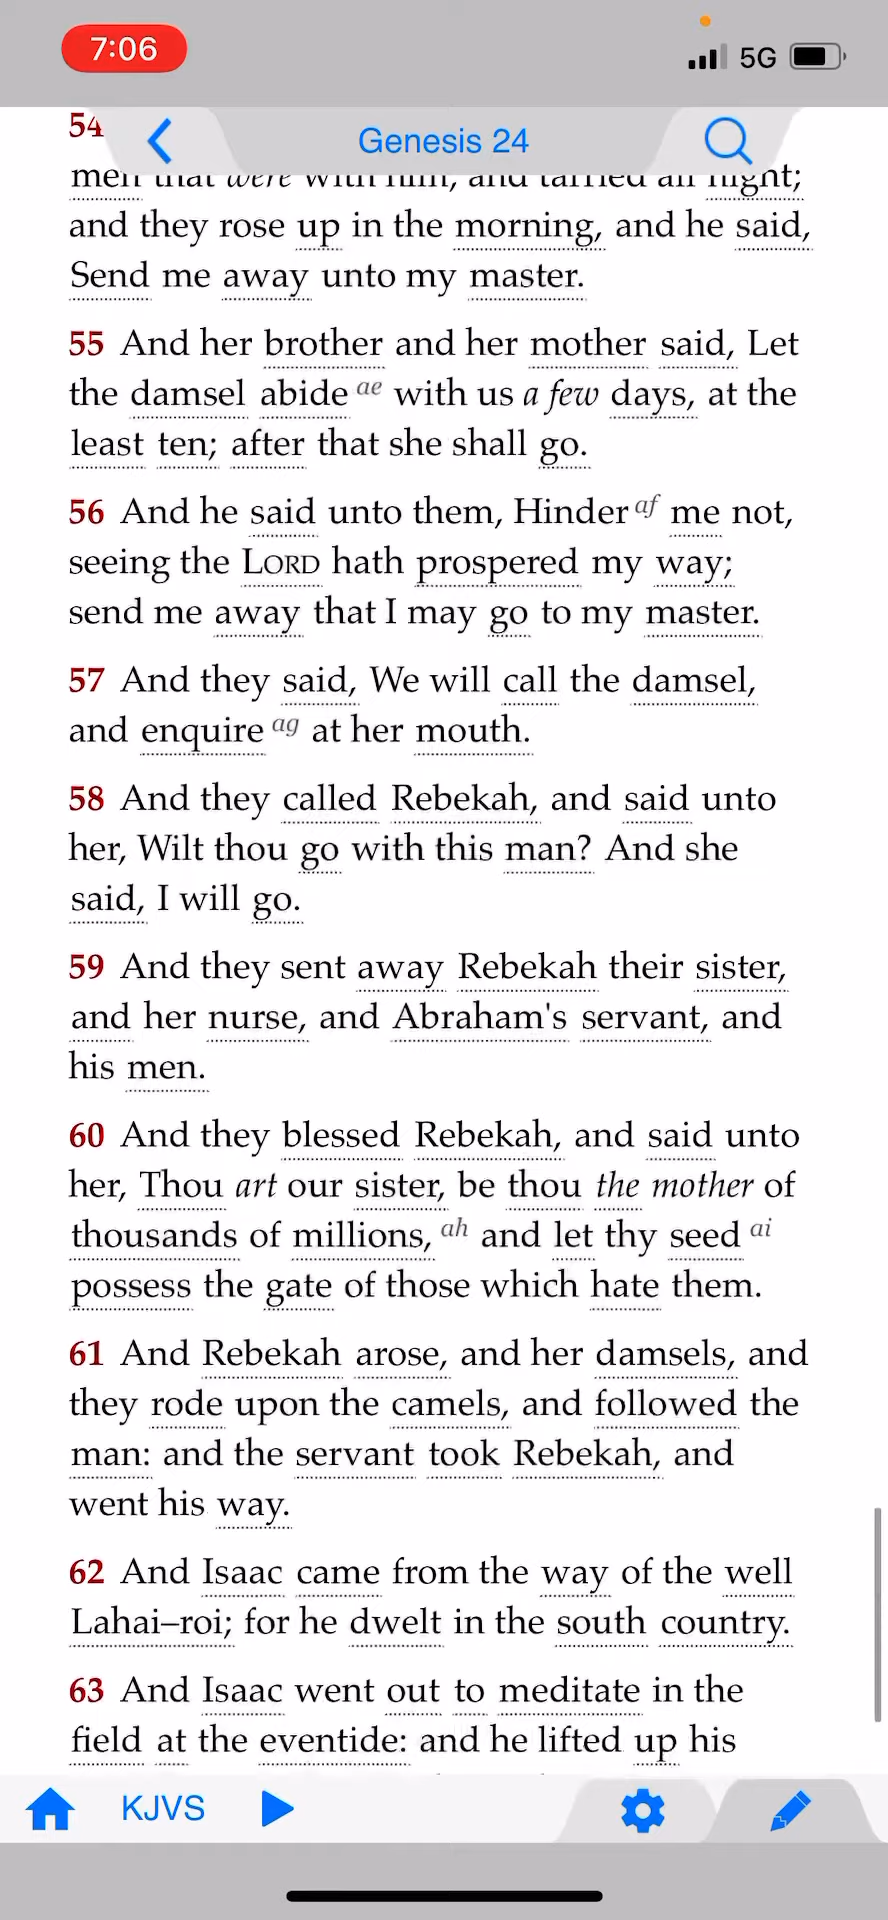 7:06
5G
Genesis 24
54
men that were with him, and tarried all night;
and they rose up in the morning, and he said,
Send me away unto my master.
55 And her brother and her mother said, Let
the damsel abide ae with us a few days, at the
least ten; after that she shall go.
56 And he said unto them, Hinder af me not,
seeing the LORD hath prospered my way;
send me away that I may go to my master.
57 And they said, We will call the damsel,
and enquire ag at her mouth.
58 And they called Rebekah, and said unto
her, Wilt thou go with this man? And she
said, I will go.
59 And they sent away Rebekah their sister,
and her nurse, and Abraham's servant, and
his men.
60 And they blessed Rebekah, and said unto
her, Thou art our sister, be thou the mother of
thousands of millions, ah and let thy seed ai
possess the gate of those which hate them.
61 And Rebekah arose, and her damsels, and
they rode upon the camels, and followed the
man: and the servant took Rebekah, and
went his way.
62 And Isaac came from the way of the well
Lahai–roi; for he dwelt in the south country.
63 And Isaac went out to meditate in the
field at the eventide: and he lifted up his
KJVS